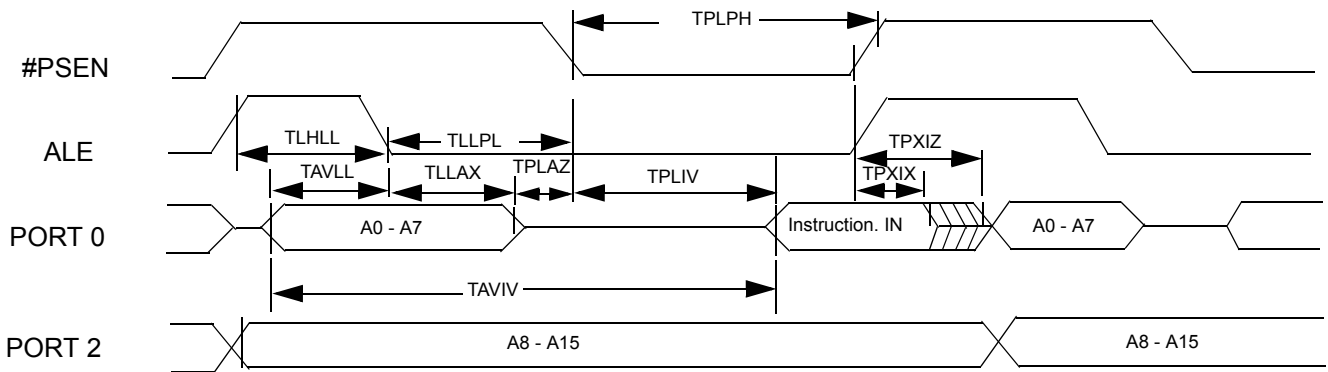 TPLPH
#PSEN
TLHLL
TLLPL
ALE
TPXIZ
TAVLL
TLLAX
TPLAZ
TPLIV
TPXIX
PORT 0
A0 - A7
Instruction. IN
A0 - A7
TAVIV
PORT 2
A8 - A15
A8 - A15